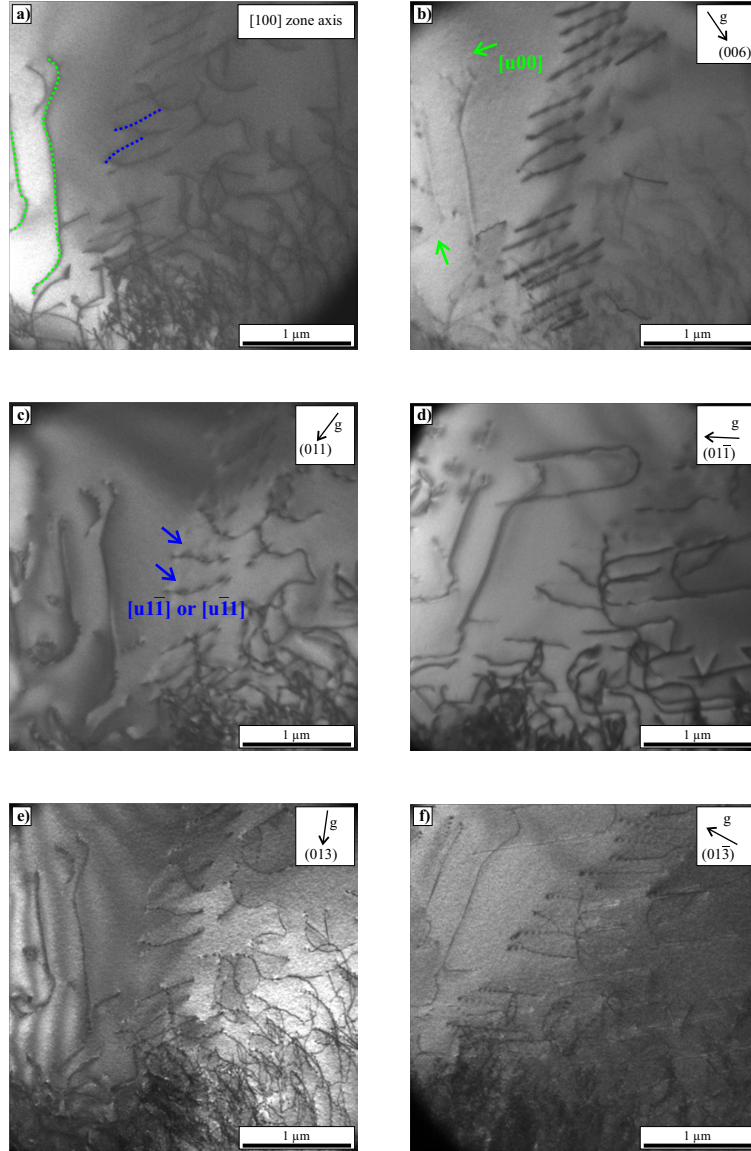 a)
[100] zone axis
1 µm
b)
g
(006)
[u00]
1 µm
c)
g
(011)
[u11̅] or [u1̅1]
1 µm
d)
g
(011̅)
1 µm
e)
g
(013)
1 µm
f)
g
(013̅)
1 µm